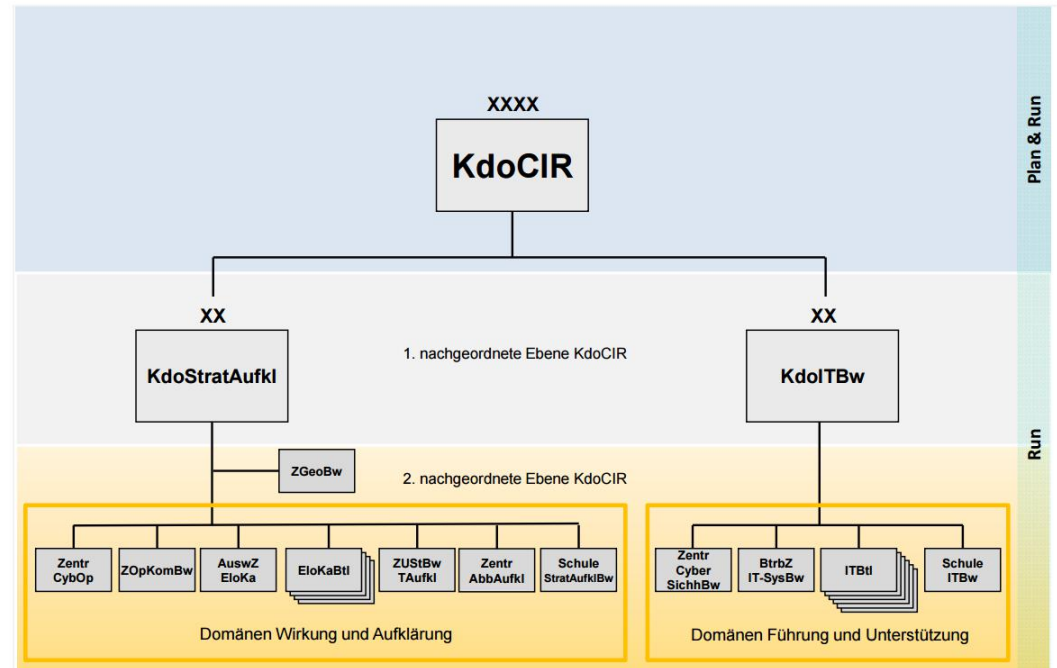 XXXX
KdoCIR
Plan & Run
XX
KdoStratAufkl
1. nachgeordnete Ebene KdoCIR
XX
KdoITBw
Run
ZGeoBw
2. nachgeordnete Ebene KdoCIR
Zentr
CybOp
ZOpKomBw
AuswZ
EloKa
EloKaBtl
ZUStBw
TAufkl
Zentr
AbbAufkl
Schule
StratAufklBw
Domänen Wirkung und Aufklärung
Zentr
Cyber
SichhBw
BtrbZ
IT-SysBw
ITBtl
Schule
ITBw
Domänen Führung und Unterstützung